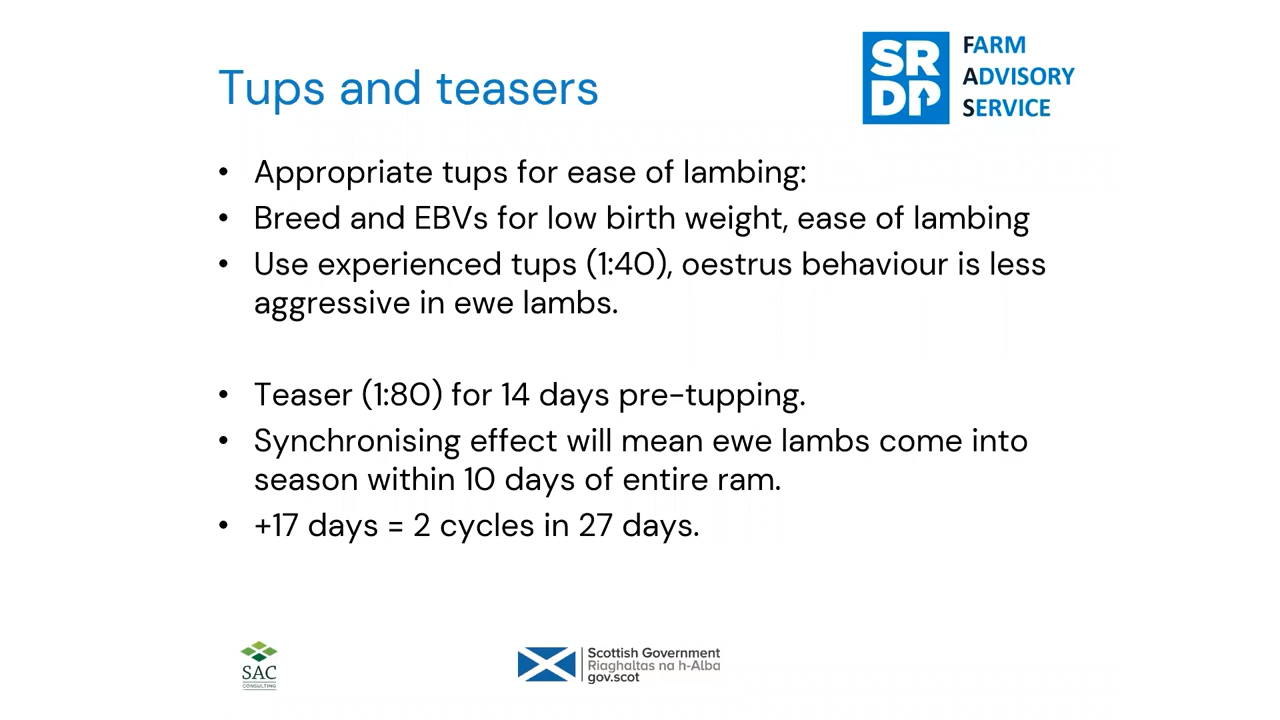 Tups and teasers
SR
DP
FARM
ADVISORY
SERVICE
• Appropriate tups for ease of lambing:
• Breed and EBVs for low birth weight, ease of lambing
• Use experienced tups (1:40), oestrus behaviour is less
aggressive in ewe lambs.
• Teaser (1:80) for 14 days pre-tupping.
• Synchronising effect will mean ewe lambs come into
season within 10 days of entire ram.
• +17 days = 2 cycles in 27 days.
SAC
CONSULTING
Scottish Government
Riaghaltas na h-Alba
gov.scot